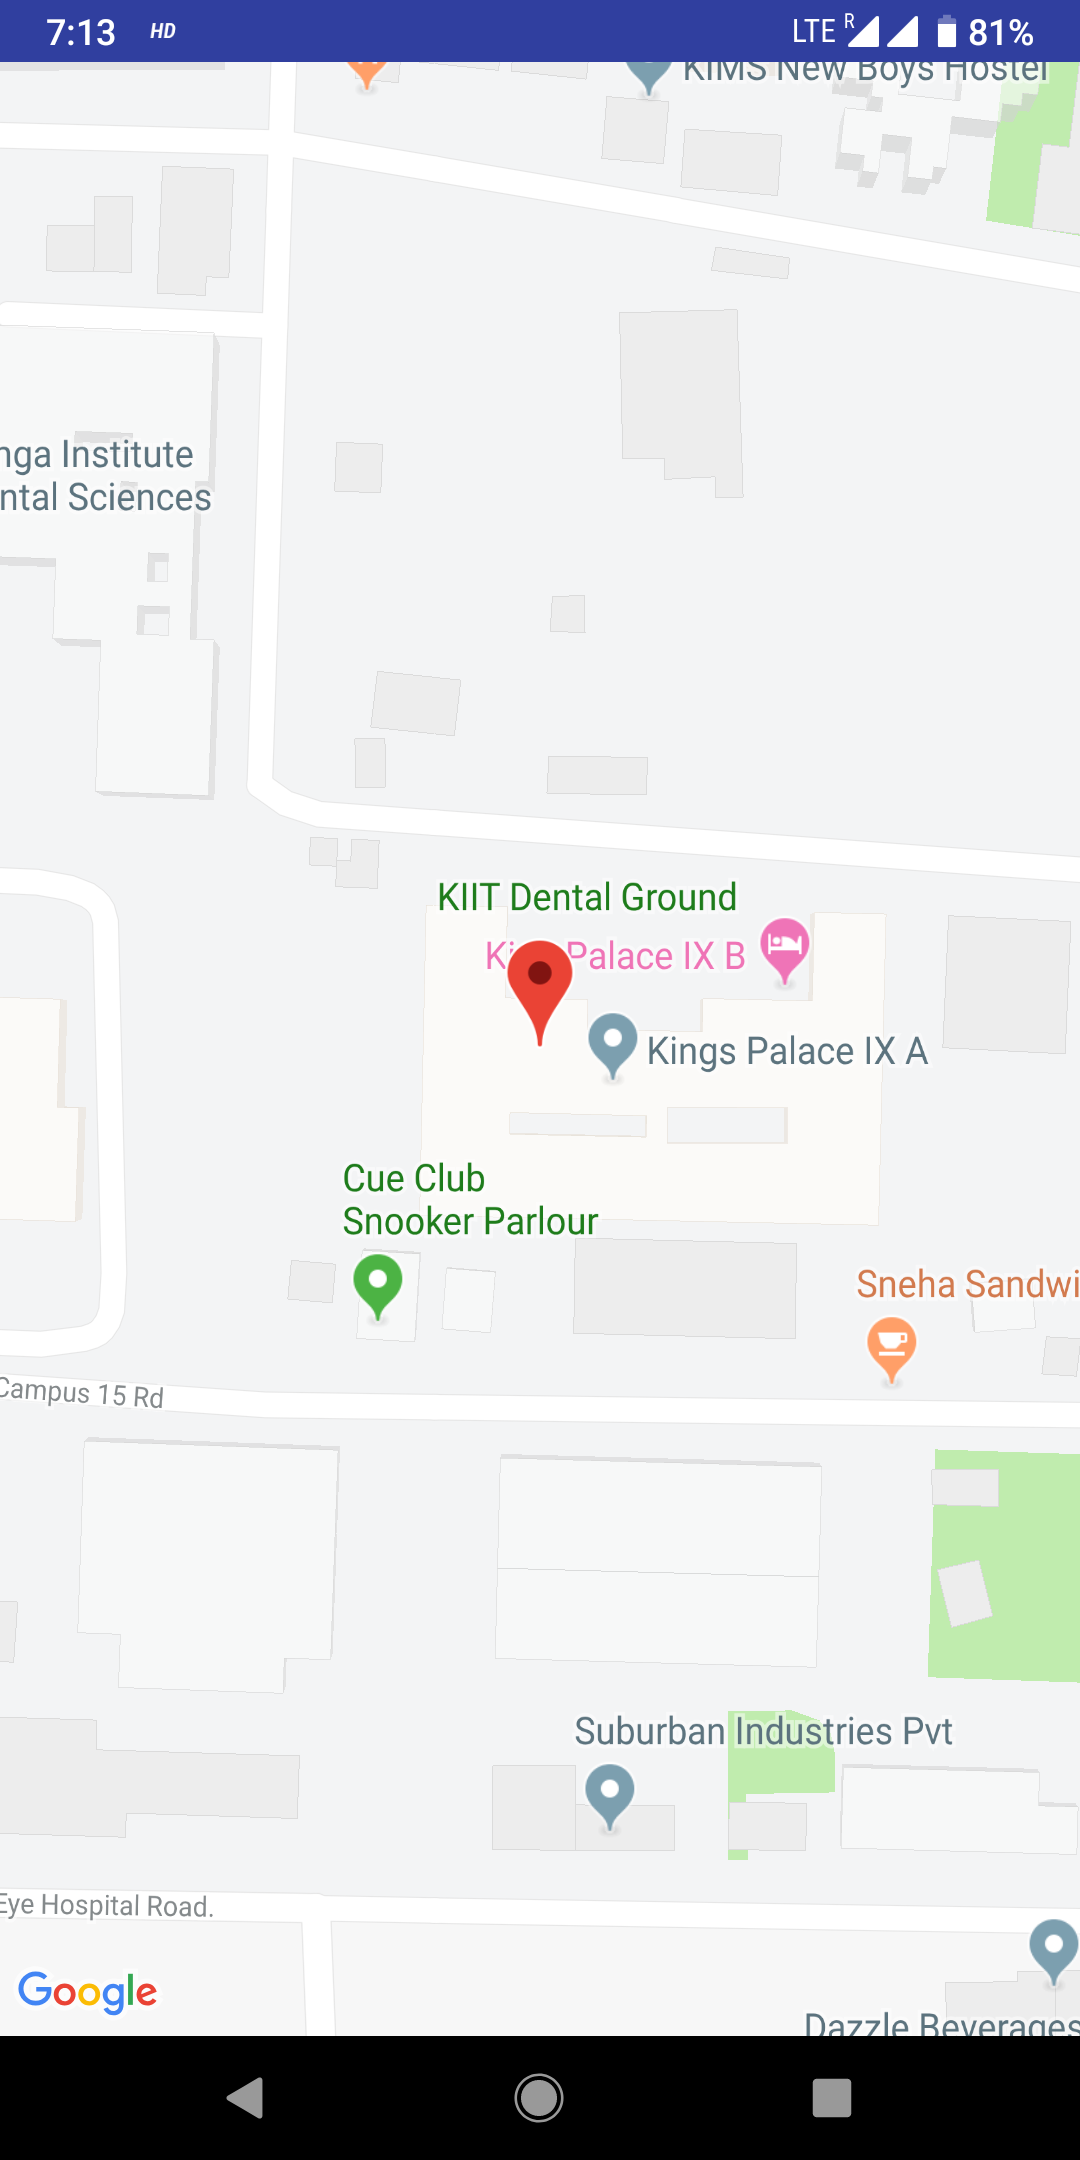 7:13 HD LTE R 81%
KIMS New Boys Hostel
nga Institute
ntal Sciences
KIIT Dental Ground
Palace IX B
Kings Palace IX A
Cue Club
Snooker Parlour
Sneha Sandwi
Campus 15 Rd
Suburban Industries Pvt
Eye Hospital Road.
Google
Dazzle Beverages